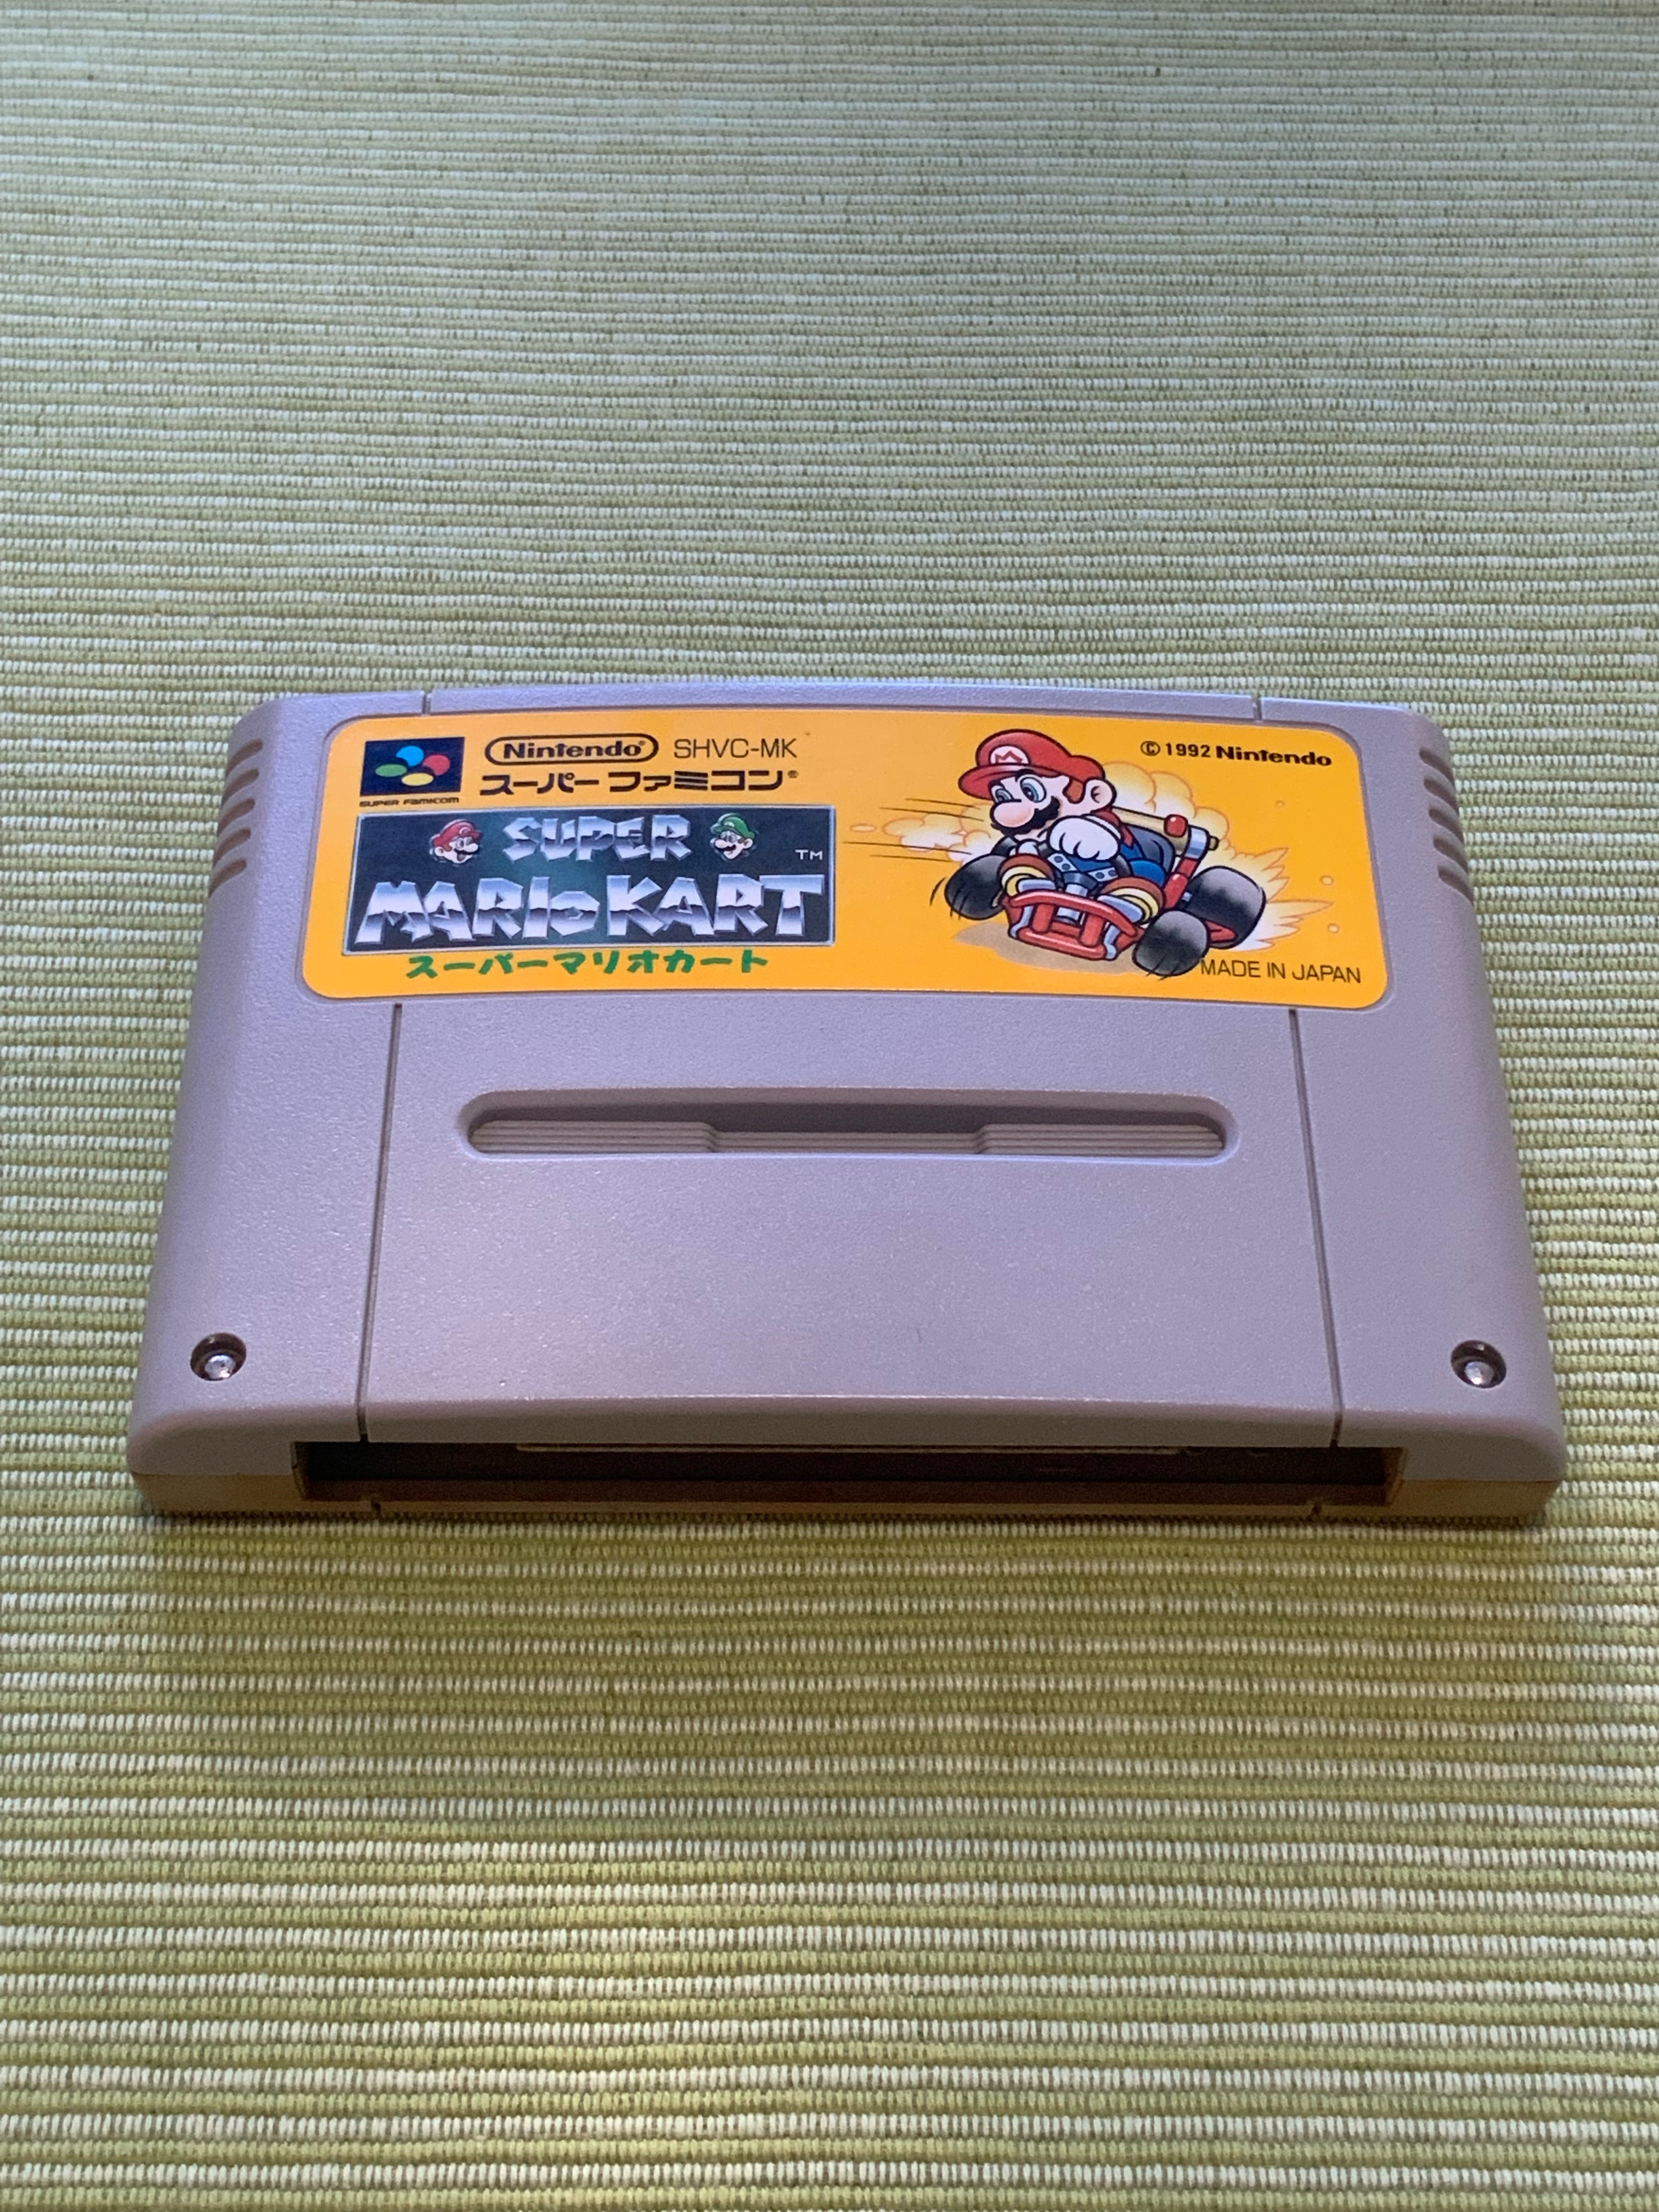 Nintendo® SHVC-MK
スーパーファミコン®
SUPER FAMICOM
SUPER
MARIO KART TM
スーパーマリオカート
M
© 1992 Nintendo
MADE IN JAPAN